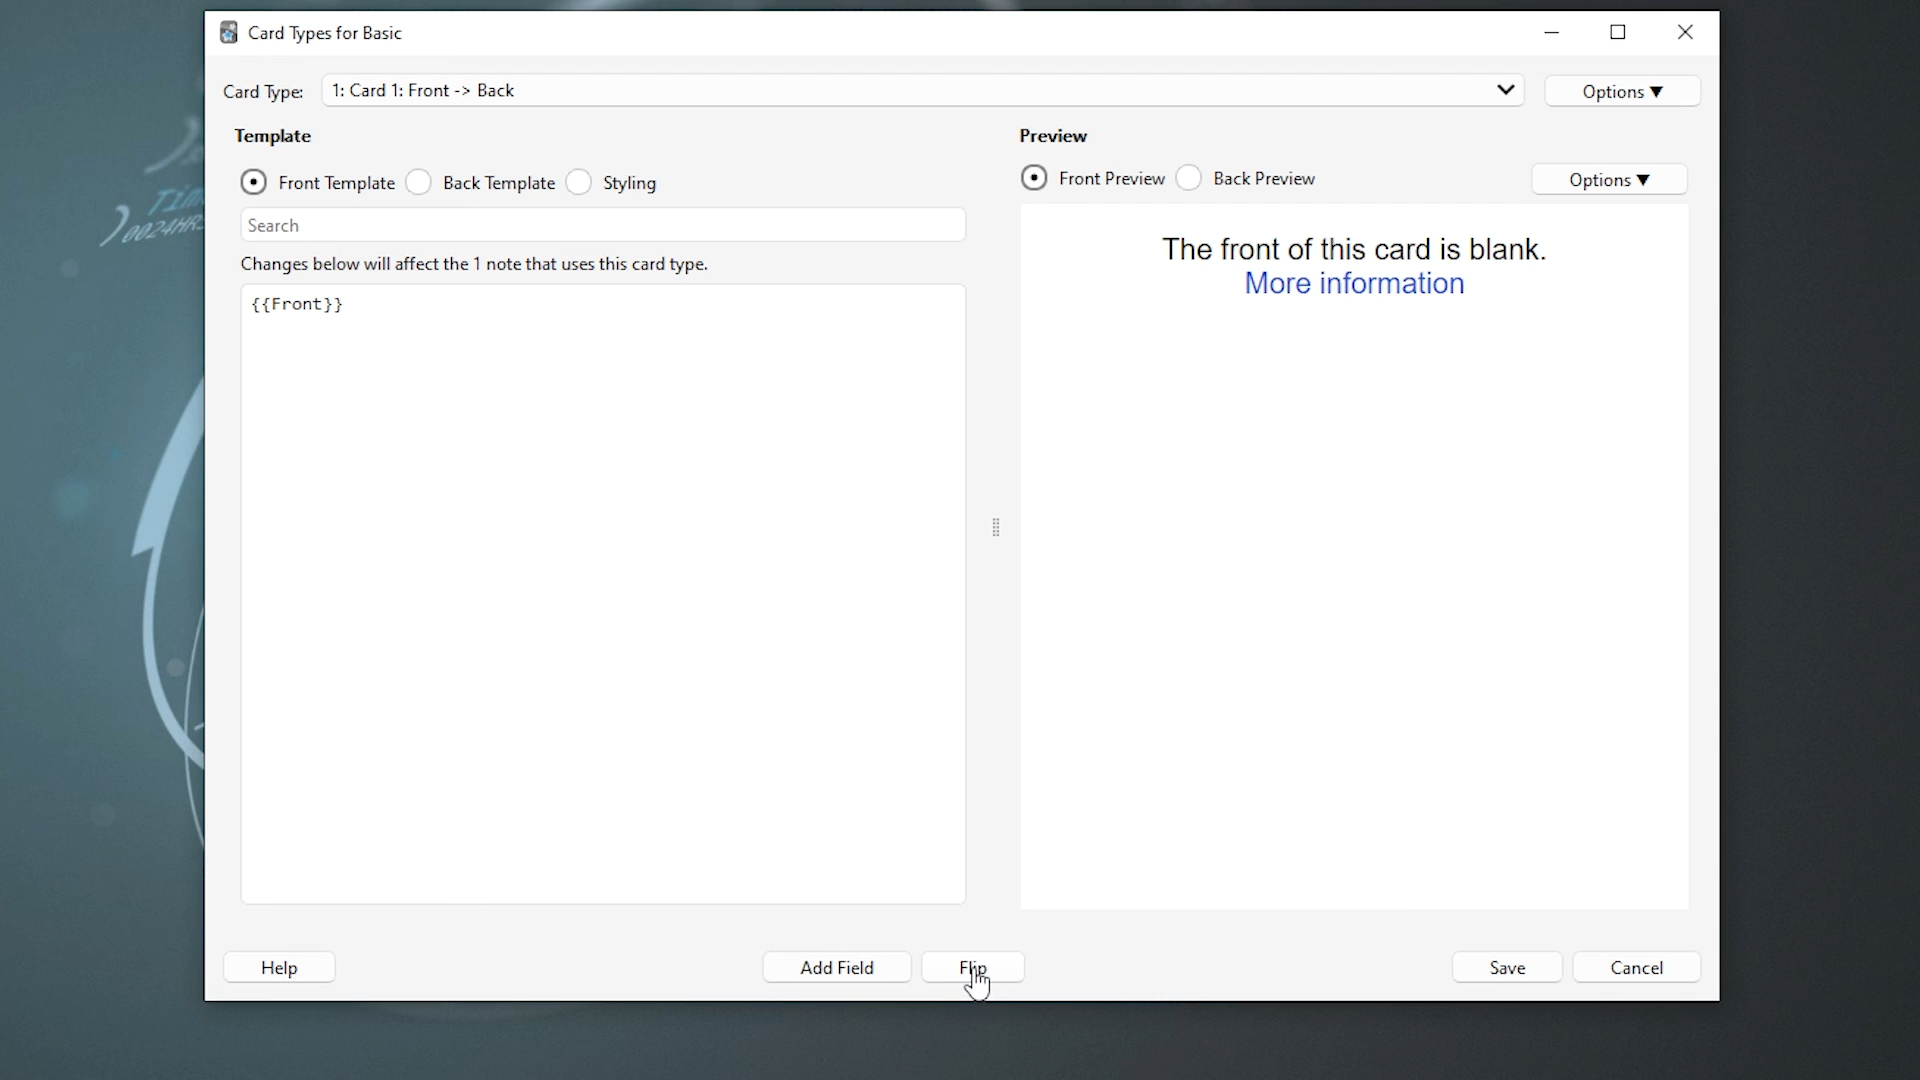 Card Types for Basic
Card Type: 1: Card 1: Front -> Back Options ▼
Template
Front Template Back Template Styling
Search
Changes below will affect the 1 note that uses this card type.
{{Front}}
Preview
Front Preview Back Preview Options ▼
The front of this card is blank.
More information
Help Add Field Flip Save Cancel
0024HRS